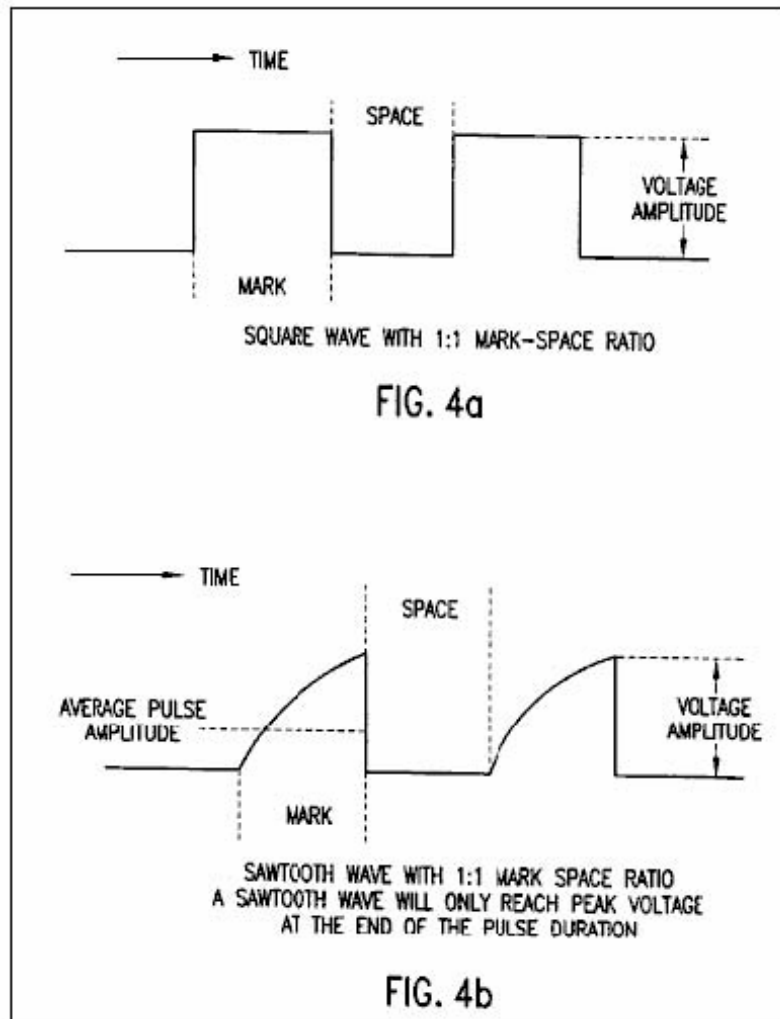 TIME
SPACE
VOLTAGE
AMPLITUDE
MARK
SQUARE WAVE WITH 1:1 MARK-SPACE RATIO
FIG. 4a
TIME
SPACE
AVERAGE PULSE
AMPLITUDE
VOLTAGE
AMPLITUDE
MARK
SAWTOOTH WAVE WITH 1:1 MARK SPACE RATIO
A SAWTOOTH WAVE WILL ONLY REACH PEAK VOLTAGE
AT THE END OF THE PULSE DURATION
FIG. 4b